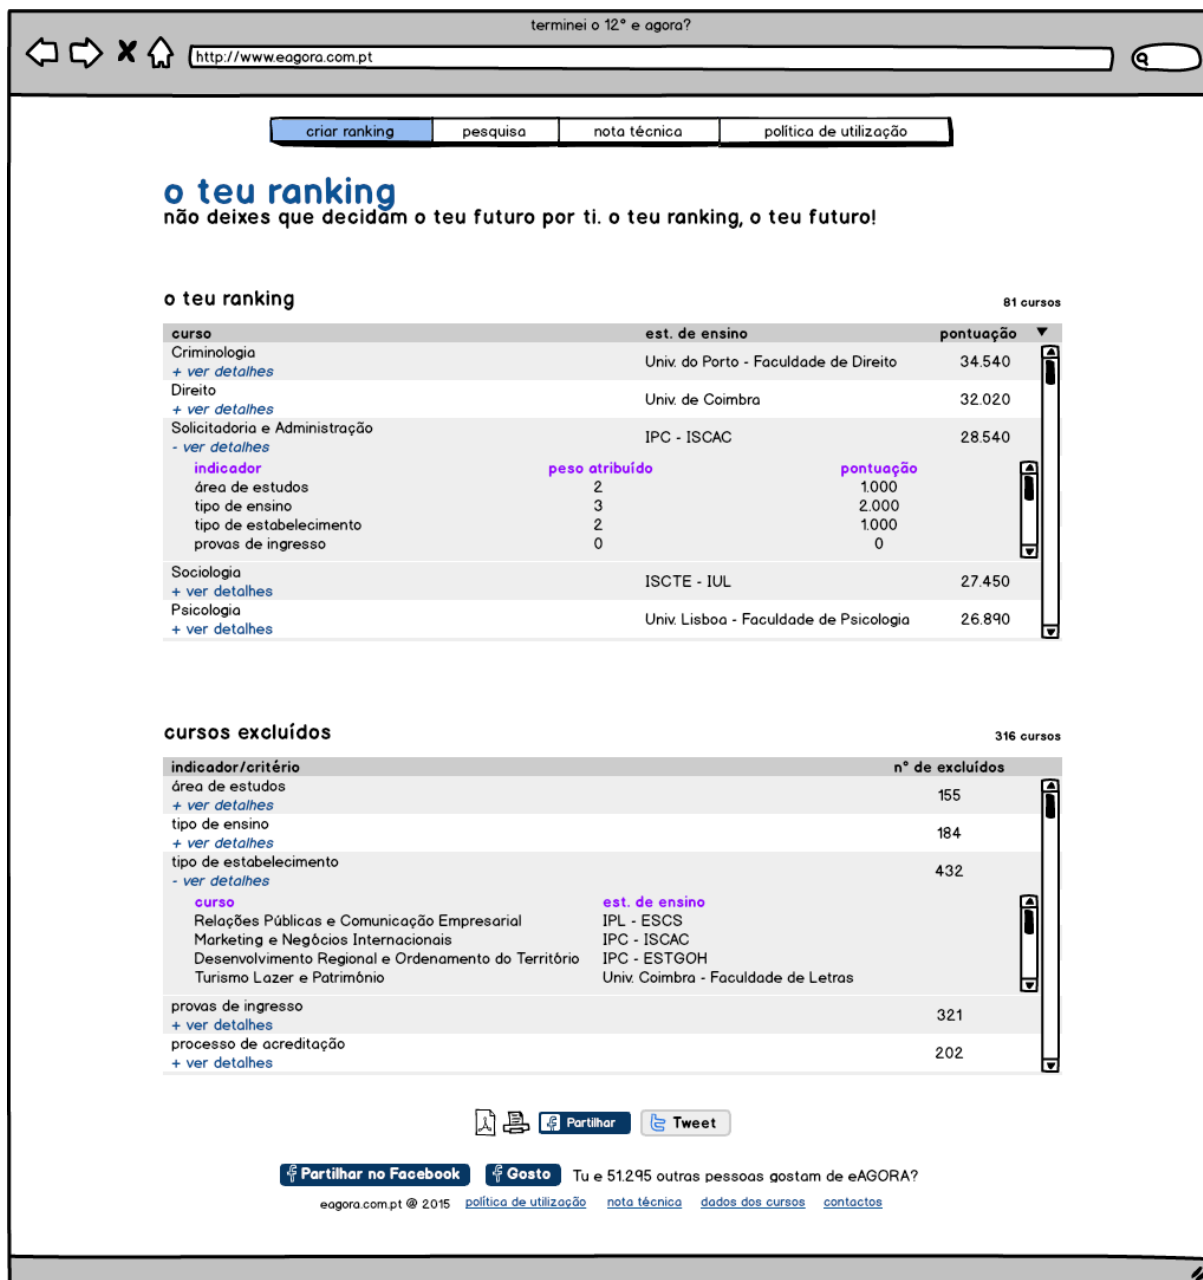 terminei o 12° e agora?
http://www.eagora.com.pt
criar ranking pesquisa nota técnica política de utilização
o teu ranking
não deixes que decidam o teu futuro por ti. o teu ranking, o teu futuro!
o teu ranking 81 cursos
curso est. de ensino pontuação
Criminologia
+ ver detalhes
Univ. do Porto - Faculdade de Direito 34.540
Direito
+ ver detalhes
Univ. de Coimbra 32.020
Solicitadoria e Administração
- ver detalhes
IPC - ISCAC 28.540
indicador peso atribuído pontuação
área de estudos 2 1.000
tipo de ensino 3 2.000
tipo de estabelecimento 2 1.000
provas de ingresso 0 0
Sociologia
+ ver detalhes
ISCTE - IUL 27.450
Psicologia
+ ver detalhes
Univ. Lisboa - Faculdade de Psicologia 26.890
cursos excluídos 316 cursos
indicador/critério n° de excluídos
área de estudos
+ ver detalhes
155
tipo de ensino
+ ver detalhes
184
tipo de estabelecimento
- ver detalhes
432
curso est. de ensino
Relações Públicas e Comunicação Empresarial IPL - ESCS
Marketing e Negócios Internacionais IPC - ISCAC
Desenvolvimento Regional e Ordenamento do Território IPC - ESTGOH
Turismo Lazer e Património Univ. Coimbra - Faculdade de Letras
provas de ingresso
+ ver detalhes
321
processo de acreditação
+ ver detalhes
202
Partilhar Tweet
Partilhar no Facebook Gosto Tu e 51.295 outras pessoas gostam de eAGORA?
eagora.com.pt @ 2015 política de utilização nota técnica dados dos cursos contactos